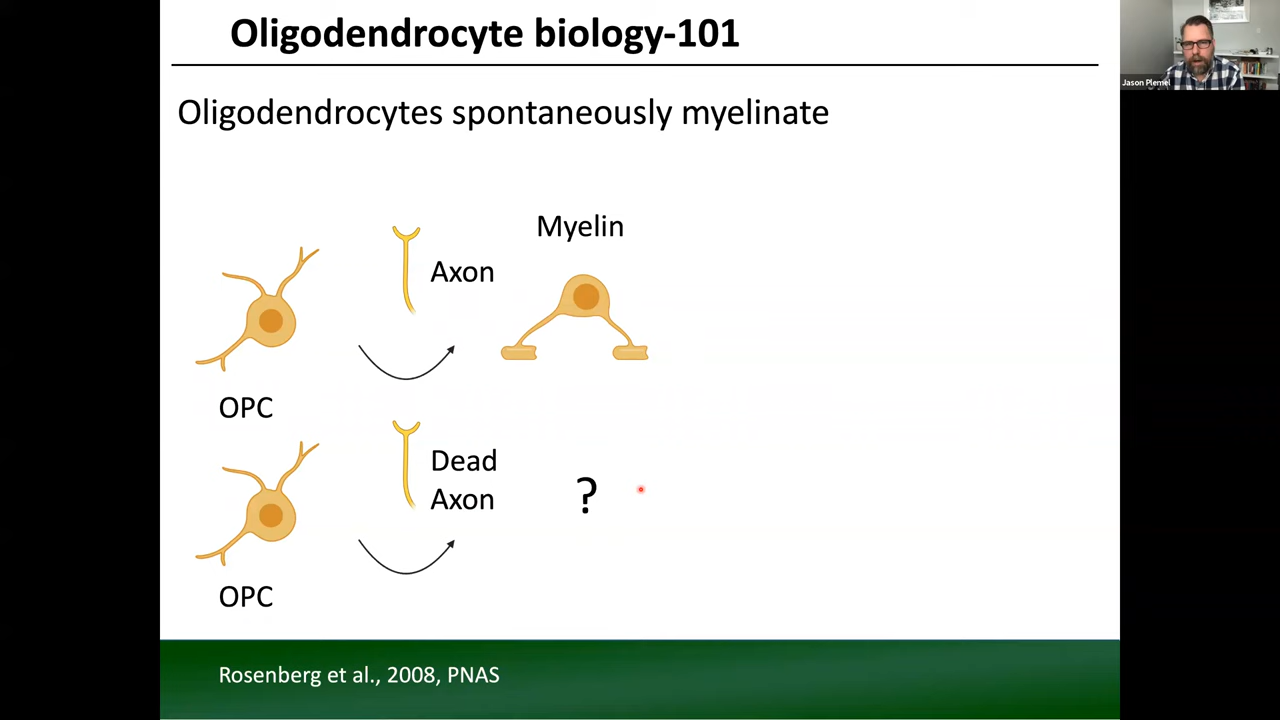 Oligodendrocyte biology-101
Jason Plemel
Oligodendrocytes spontaneously myelinate
Myelin
Axon
OPC
Dead
Axon
?
OPC
Rosenberg et al., 2008, PNAS